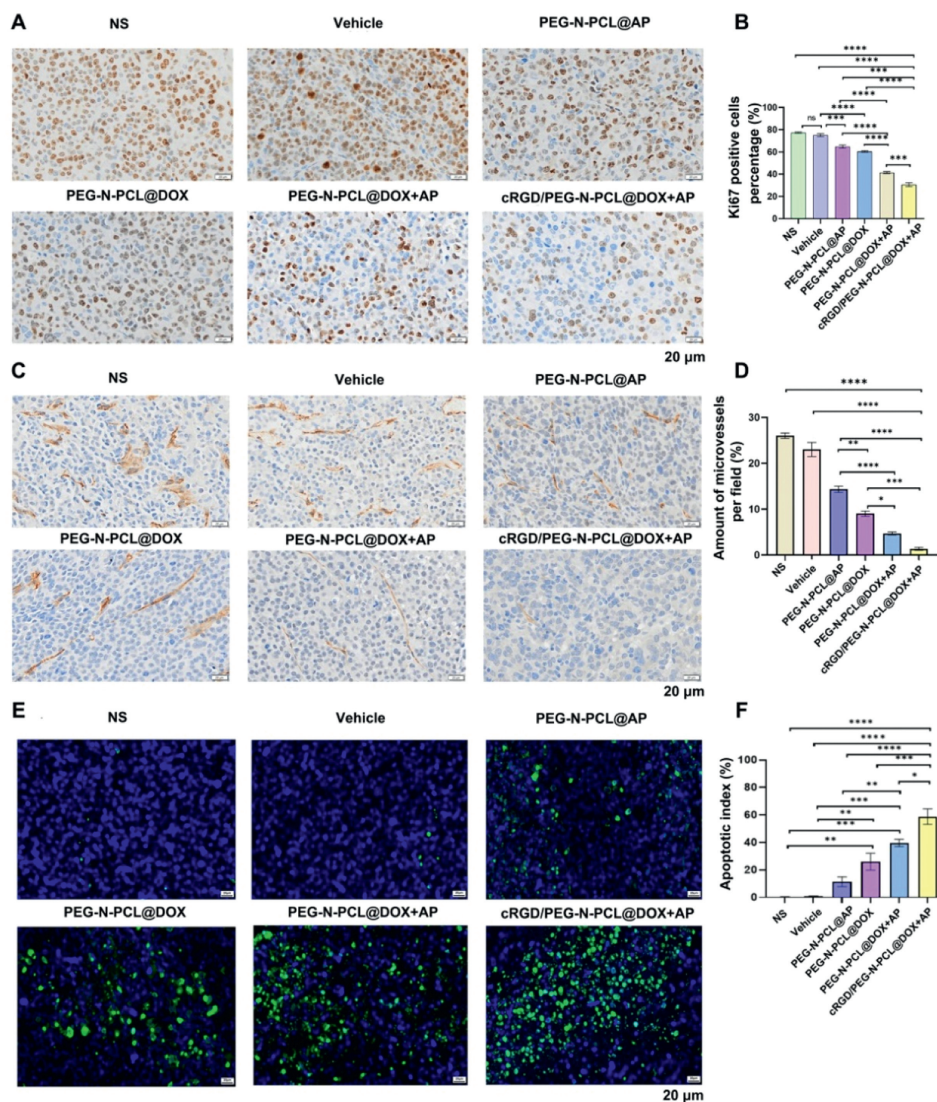 A
NS
Vehicle
PEG-N-PCL@AP
PEG-N-PCL@DOX
PEG-N-PCL@DOX+AP
cRGD/PEG-N-PCL@DOX+AP
20 µm
B
****
****
***
****
****
****
ns
***
****
****
***
Ki67 positive cells
percentage (%)
100
80
60
40
20
0
NS
Vehicle
PEG-N-PCL@AP
PEG-N-PCL@DOX
PEG-N-PCL@DOX+AP
cRGD/PEG-N-PCL@DOX+AP
C
NS
Vehicle
PEG-N-PCL@AP
PEG-N-PCL@DOX
PEG-N-PCL@DOX+AP
cRGD/PEG-N-PCL@DOX+AP
20 µm
D
****
****
****
**
****
***
*
Amount of microvessels
per field (%)
30
20
10
0
NS
Vehicle
PEG-N-PCL@AP
PEG-N-PCL@DOX
PEG-N-PCL@DOX+AP
cRGD/PEG-N-PCL@DOX+AP
E
NS
Vehicle
PEG-N-PCL@AP
PEG-N-PCL@DOX
PEG-N-PCL@DOX+AP
cRGD/PEG-N-PCL@DOX+AP
20 µm
F
****
****
****
***
*
**
***
**
***
**
Apoptotic index (%)
100
80
60
40
20
0
NS
Vehicle
PEG-N-PCL@AP
PEG-N-PCL@DOX
PEG-N-PCL@DOX+AP
cRGD/PEG-N-PCL@DOX+AP